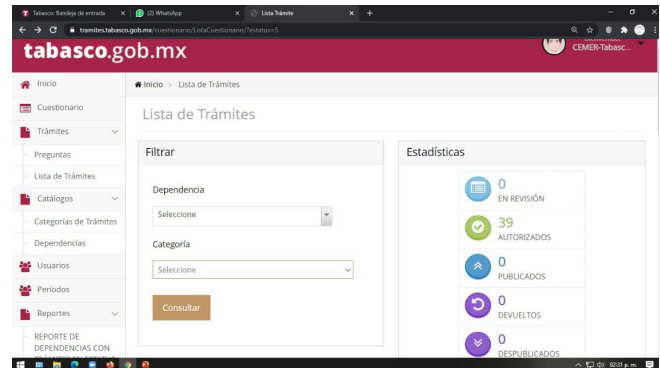 Tabasco: Bandeja de entrada
(2) WhatsApp
Lista Trámite
tramites.tabasco.gob.mx/cuestionario/ListaCuestionario/?estatus=5
tabasco.gob.mx
Bienvenido,
CEMER-Tabasc...
Inicio
Cuestionario
Trámites
Preguntas
Lista de Trámites
Catálogos
Categorías de Trámites
Dependencias
Usuarios
Períodos
Reportes
REPORTE DE
DEPENDENCIAS CON
Inicio > Lista de Trámites
Lista de Trámites
Filtrar
Dependencia
Seleccione
Categoría
Seleccione
Consultar
Estadísticas
0
EN REVISIÓN
39
AUTORIZADOS
0
PUBLICADOS
0
DEVUELTOS
0
DESPUBLICADOS
02:31 p. m.